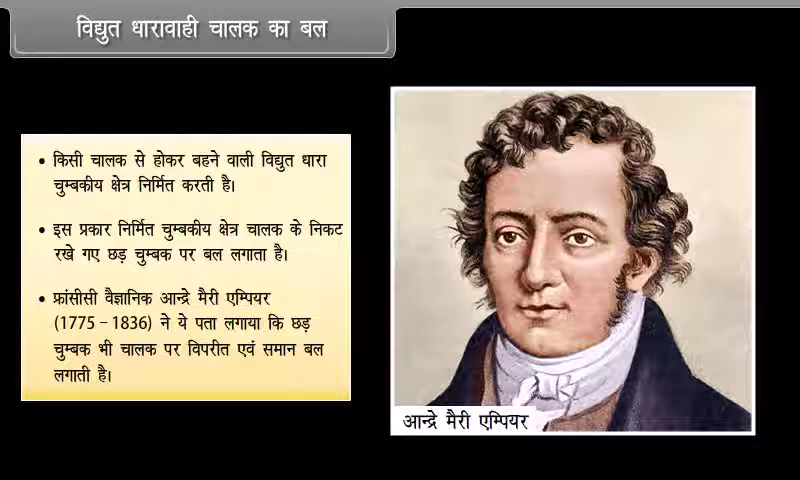 विद्युत धारावाही चालक का बल
• किसी चालक से होकर बहने वाली विद्युत धारा
चुम्बकीय क्षेत्र निर्मित करती है।
• इस प्रकार निर्मित चुम्बकीय क्षेत्र चालक के निकट
रखे गए छड़ चुम्बक पर बल लगाता है।
• फ्रांसीसी वैज्ञानिक आन्द्रे मैरी एम्पियर
(1775 - 1836) ने ये पता लगाया कि छड़
चुम्बक भी चालक पर विपरीत एवं समान बल
लगाती है।
आन्द्रे मैरी एम्पियर